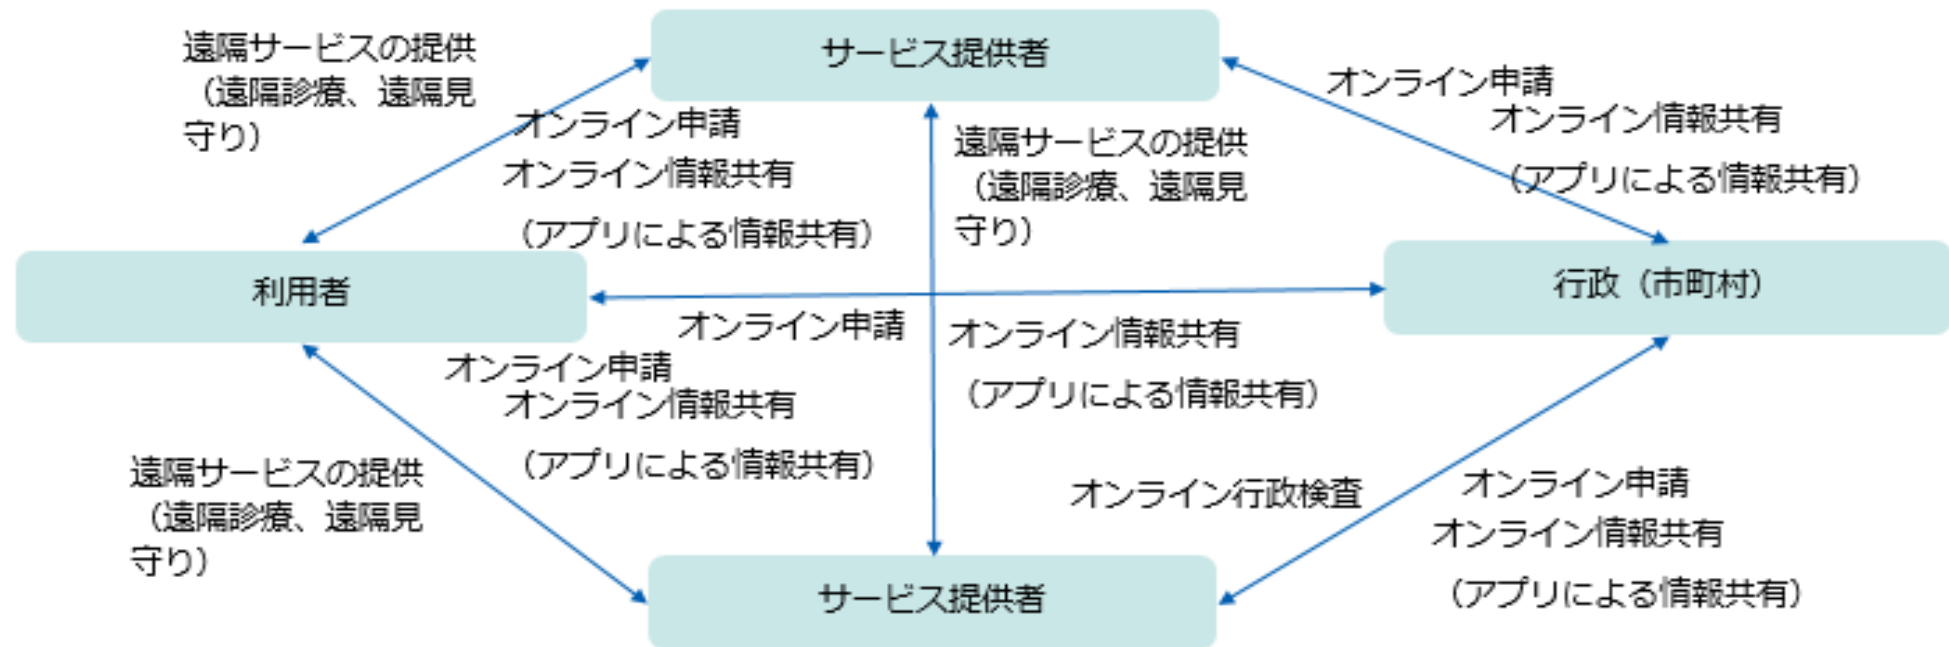 サービス提供者
遠隔サービスの提供
（遠隔診療、遠隔見
守り）
オンライン申請
オンライン情報共有
（アプリによる情報共有）
遠隔サービスの提供
（遠隔診療、遠隔見
守り）
オンライン申請
オンライン情報共有
（アプリによる情報共有）
利用者
行政（市町村）
オンライン申請
オンライン情報共有
（アプリによる情報共有）
オンライン申請
オンライン情報共有
（アプリによる情報共有）
遠隔サービスの提供
（遠隔診療、遠隔見
守り）
オンライン行政検査
オンライン申請
オンライン情報共有
（アプリによる情報共有）
サービス提供者